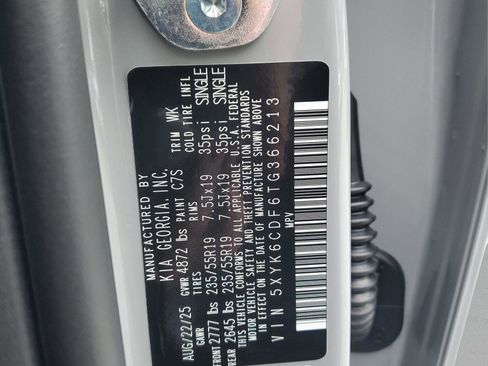 MANUFACTURED BY
KIA GEORGIA, INC.
AUG/22/25 GVWR 4872 lbs PAINT C7S TRIM WK
GAWR TIRES RIMS COLD TIRE INFL
FRONT 2777 lbs 235/55R19 7.5Jx19 35psi SINGLE
REAR 2645 lbs 235/55R19 7.5Jx19 35psi SINGLE
THIS VEHICLE CONFORMS TO ALL APPLICABLE U.S.A. FEDERAL
MOTOR VEHICLE SAFETY AND THEFT PREVENTION STANDARDS
IN EFFECT ON THE DATE OF MANUFACTURE SHOWN ABOVE
VIN 5XYK6CDF6TG366213
MPV